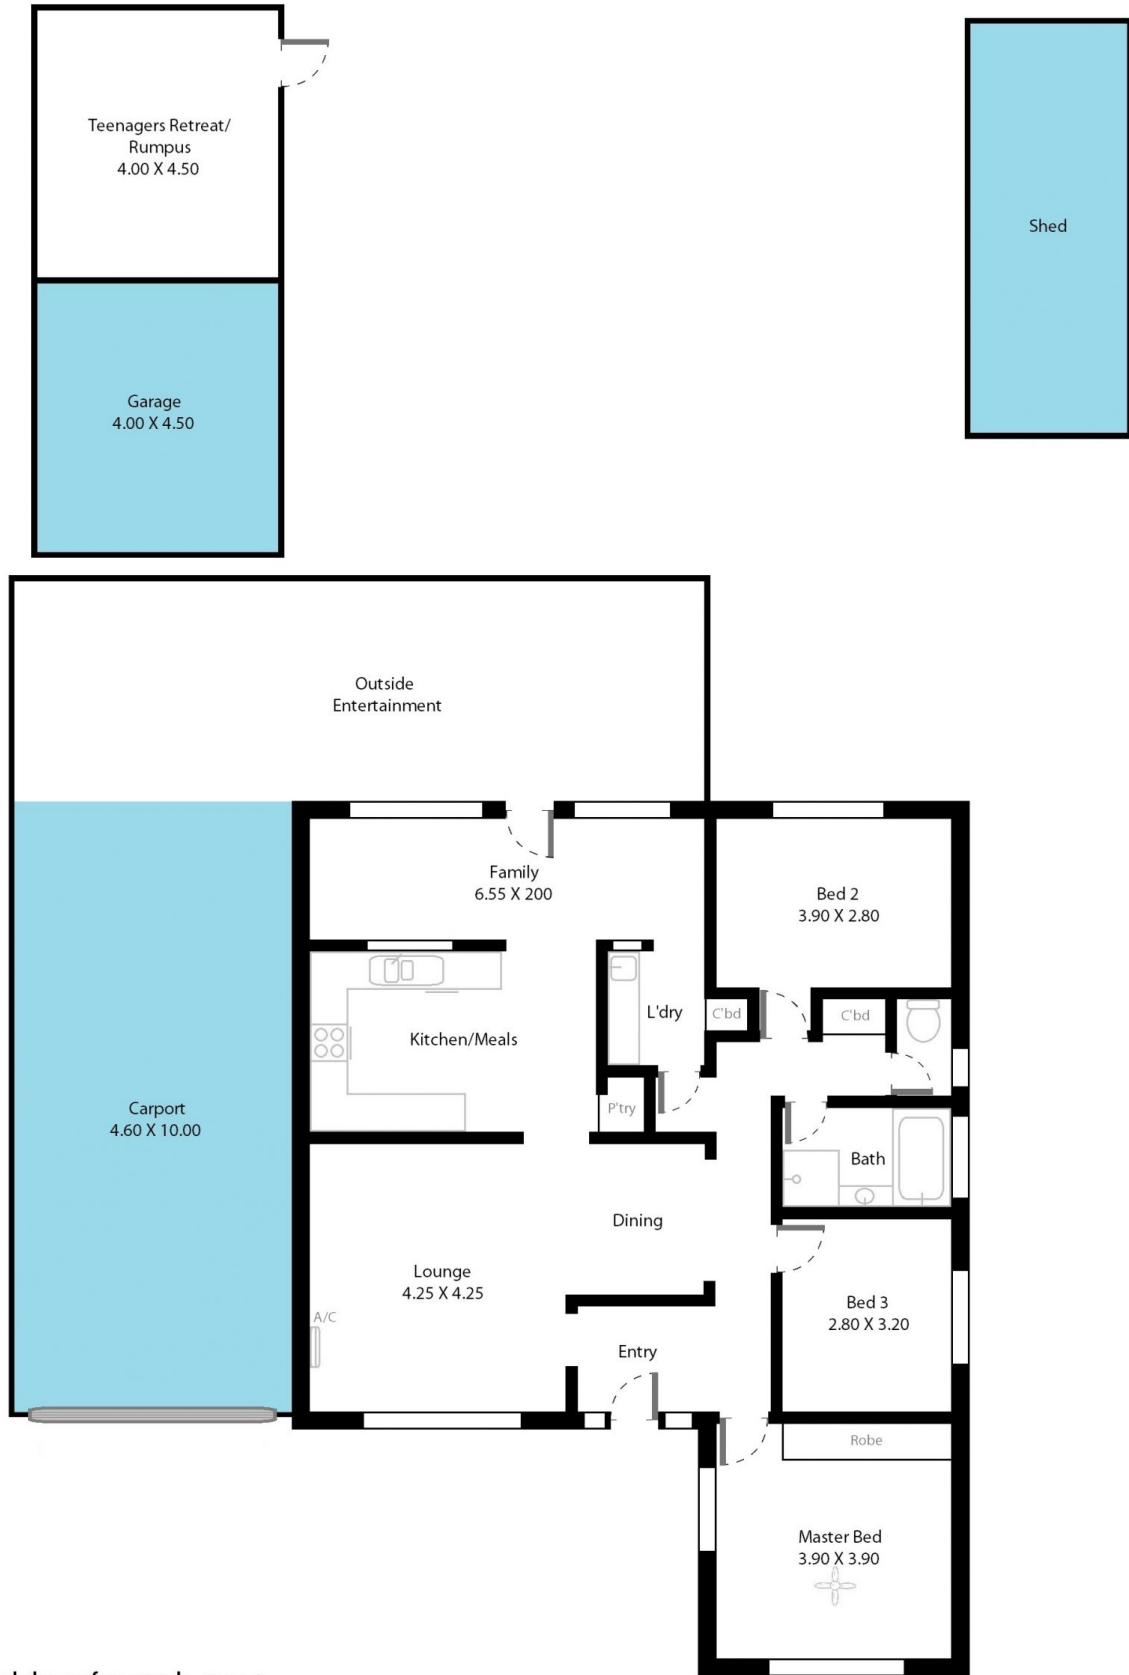 Teenagers Retreat/
Rumpus
4.00 X 4.50
Shed
Garage
4.00 X 4.50
Outside
Entertainment
Family
6.55 X 200
Bed 2
3.90 X 2.80
L'dry
C'bd
C'bd
Kitchen/Meals
P'try
Carport
4.60 X 10.00
Bath
Dining
Lounge
4.25 X 4.25
A/C
Bed 3
2.80 X 3.20
Entry
Robe
Master Bed
3.90 X 3.90